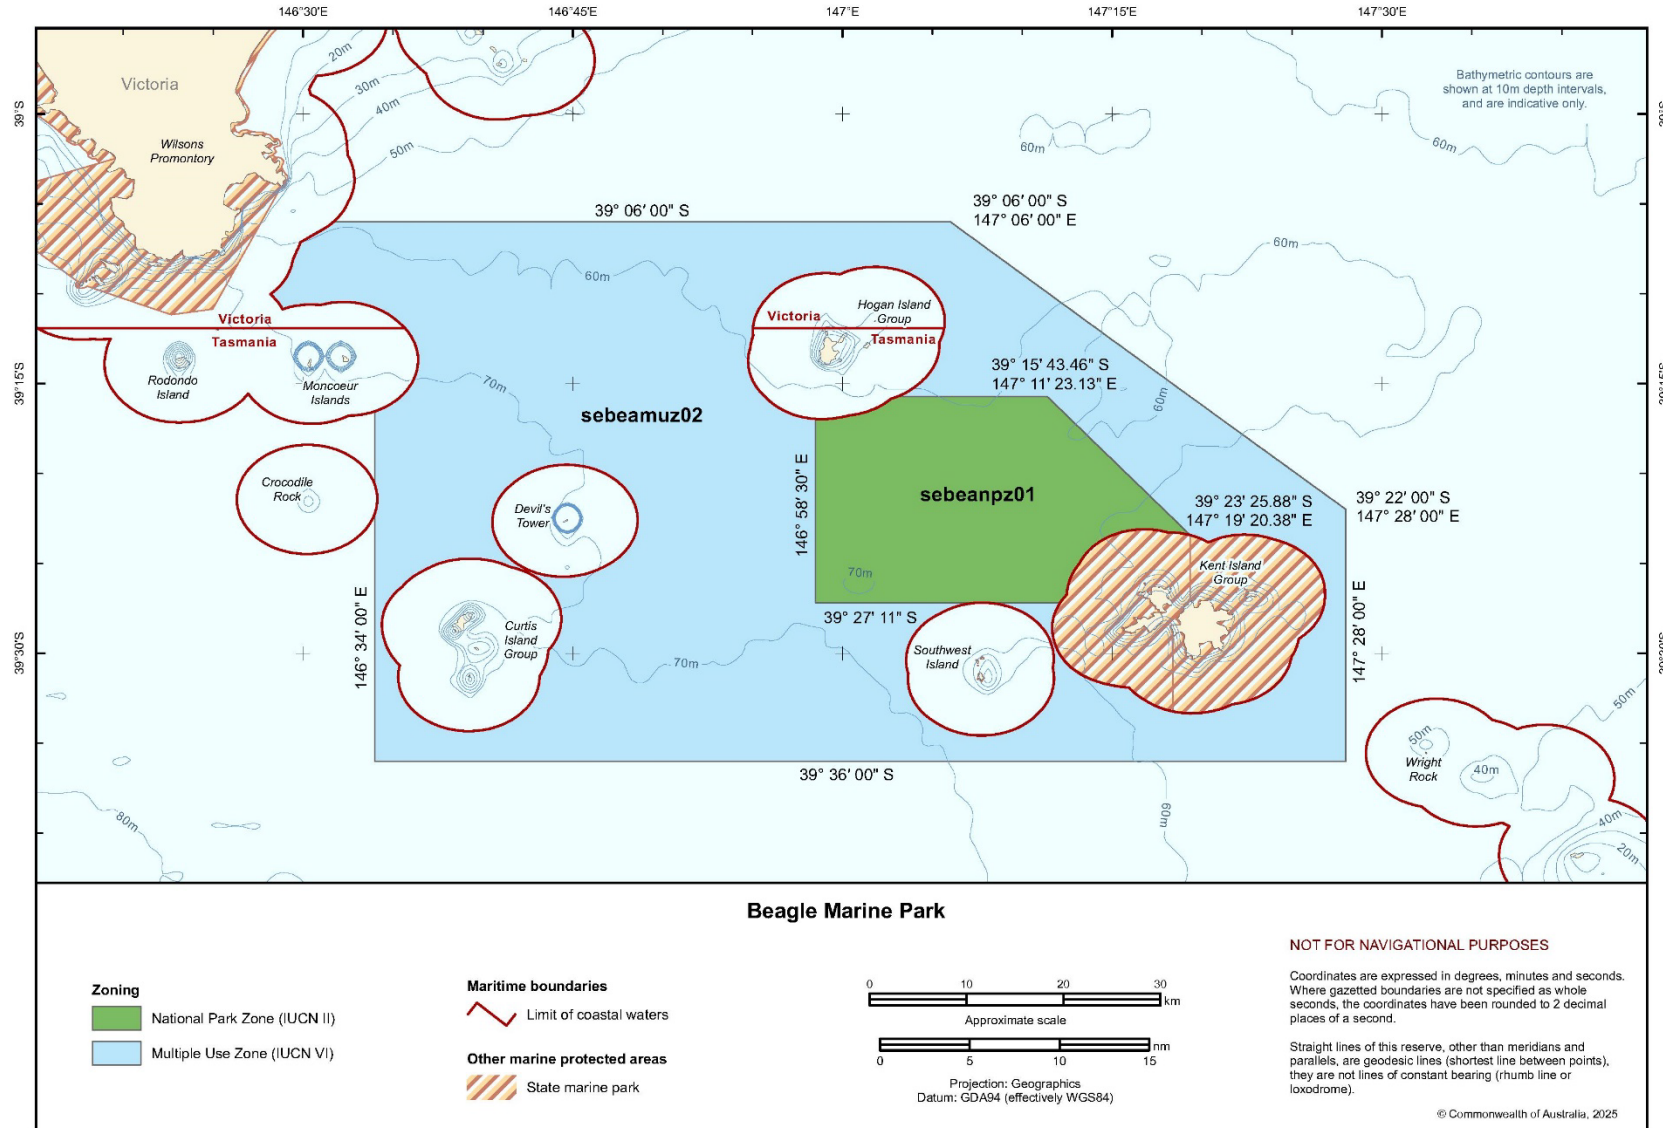 146°30'E
146°45'E
147°E
147°15'E
147°30'E
39°S
39°15'S
39°30'S
39°S
39°15'S
39°30'S
Victoria
Wilsons
Promontory
20m
30m
40m
50m
Bathymetric contours are
shown at 10m depth intervals,
and are indicative only.
60m
60m
39° 06' 00" S
39° 06' 00" S
147° 06' 00" E
60m
60m
Victoria
Tasmania
Rodondo
Island
Moncoeur
Islands
Victoria
Hogan Island
Group
Tasmania
70m
39° 15' 43.46" S
147° 11' 23.13" E
60m
sebeamuz02
Crocodile
Rock
Devil's
Tower
146° 58' 30" E
sebeanpz01
39° 23' 25.88" S
147° 19' 20.38" E
39° 22' 00" S
147° 28' 00" E
70m
Kent Island
Group
39° 27' 11" S
146° 34' 00" E
Curtis
Island
Group
70m
Southwest
Island
147° 28' 00" E
39° 36' 00" S
50m
50m
Wright
Rock
40m
80m
60m
40m
20m
Beagle Marine Park
Zoning
National Park Zone (IUCN II)
Multiple Use Zone (IUCN VI)
Maritime boundaries
Limit of coastal waters
Other marine protected areas
State marine park
0 10 20 30
km
Approximate scale
nm
0 5 10 15
Projection: Geographics
Datum: GDA94 (effectively WGS84)
NOT FOR NAVIGATIONAL PURPOSES
Coordinates are expressed in degrees, minutes and seconds.
Where gazetted boundaries are not specified as whole
seconds, the coordinates have been rounded to 2 decimal
places of a second.
Straight lines of this reserve, other than meridians and
parallels, are geodesic lines (shortest line between points),
they are not lines of constant bearing (rhumb line or
loxodrome).
© Commonwealth of Australia, 2025